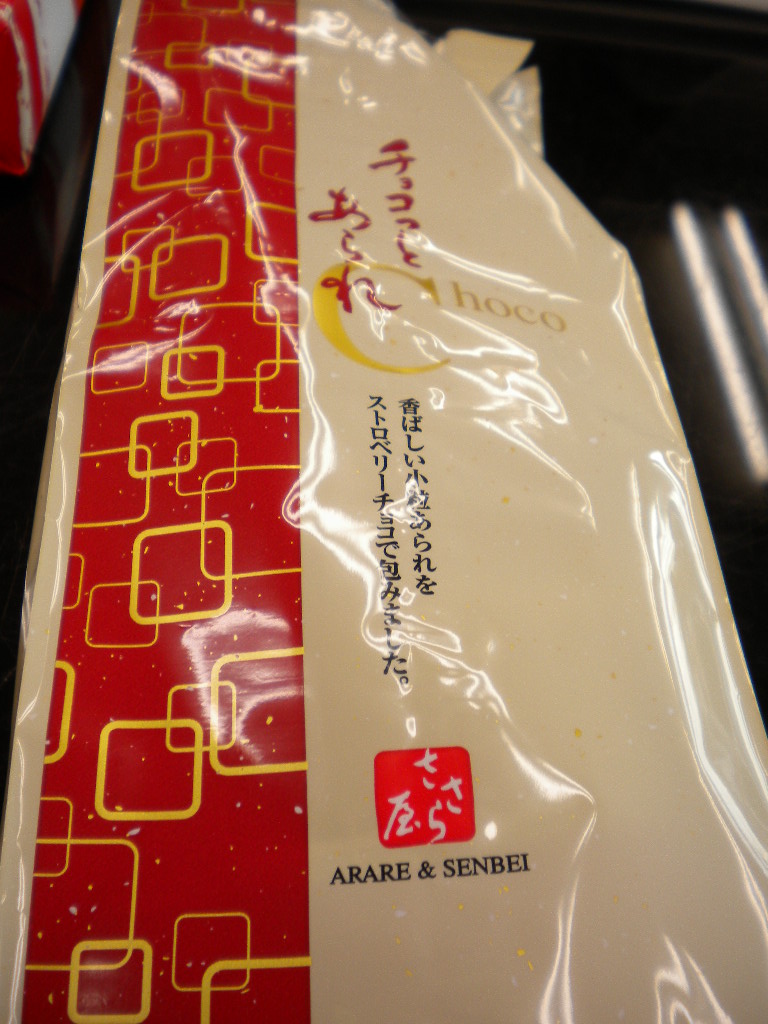 チョコっと
あられ
Choco
香ばしい小粒あられを
ストロベリーチョコで包みました。
ささら
屋
ARARE & SENBEI